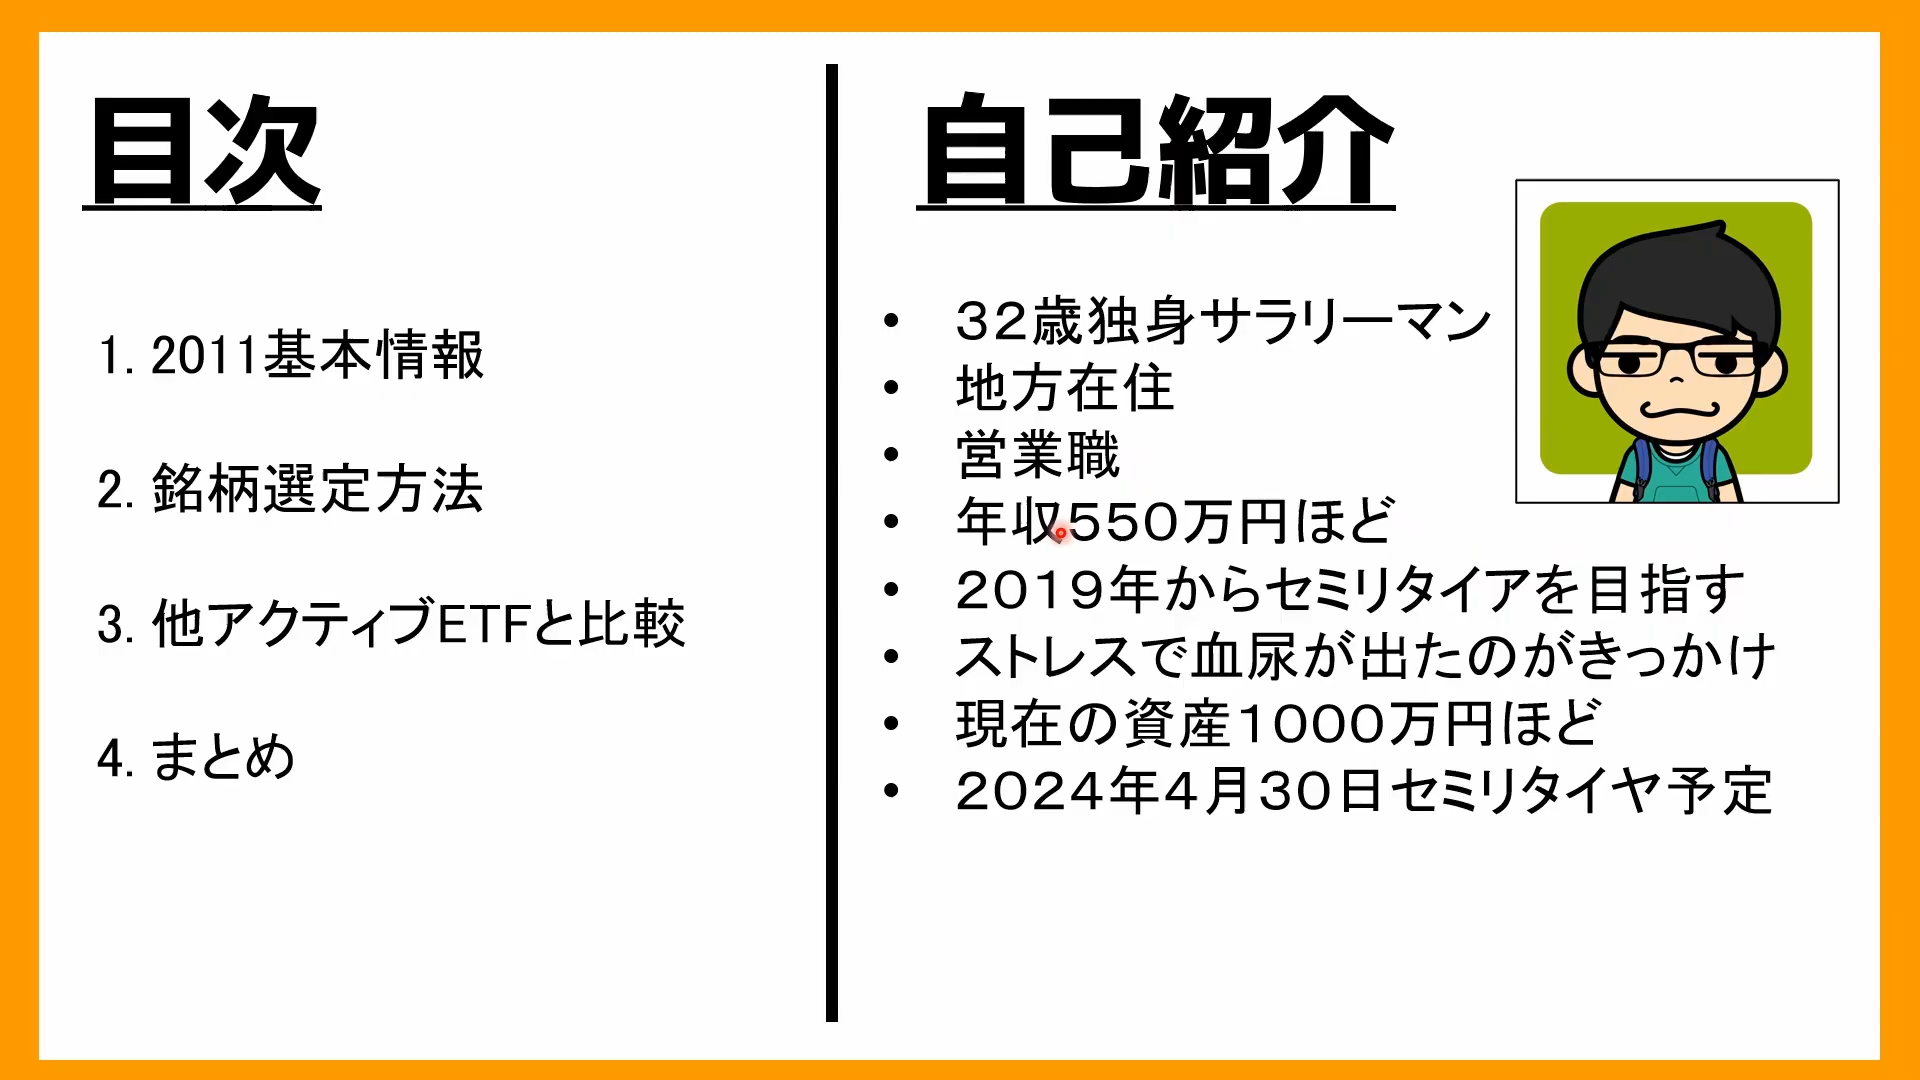 目次
1. 2011基本情報
2. 銘柄選定方法
3. 他アクティブETFと比較
4. まとめ
自己紹介
• 32歳独身サラリーマン
• 地方在住
• 営業職
• 年収550万円ほど
• 2019年からセミリタイアを目指す
• ストレスで血尿が出たのがきっかけ
• 現在の資産1000万円ほど
• 2024年4月30日セミリタイヤ予定